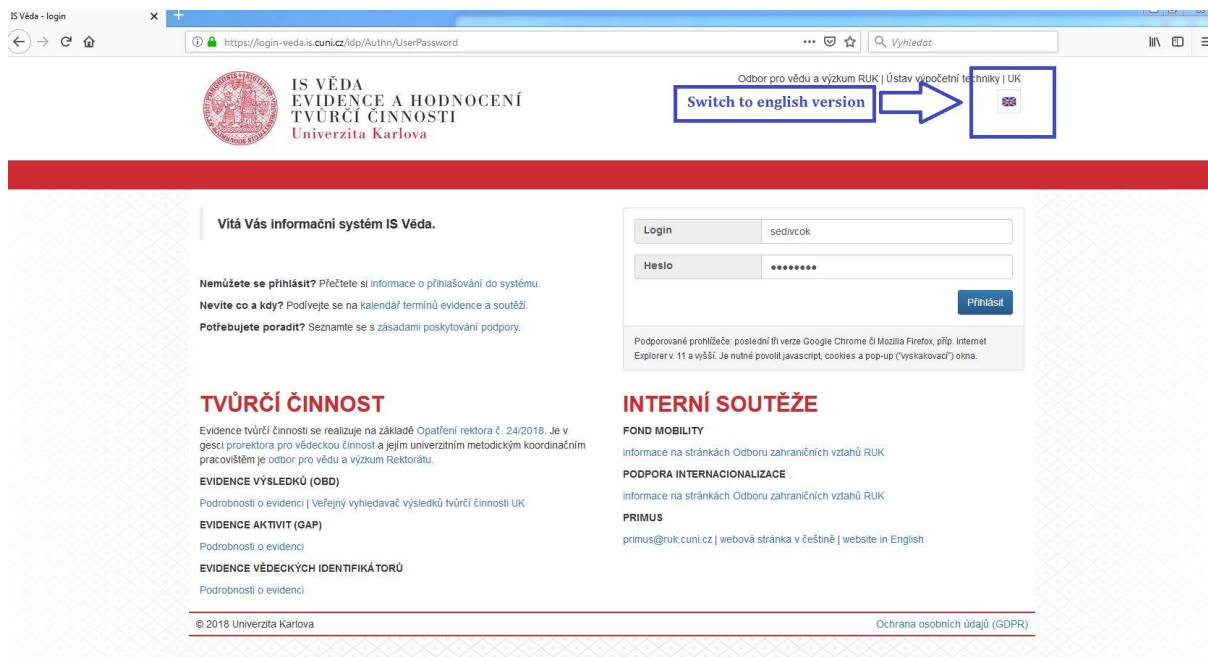 IS Věda - login
https://login-veda.is.cuni.cz/idp/Authn/UserPassword
Vyhledat
IS VĚDA
EVIDENCE A HODNOCENÍ
TVŮRČÍ ČINNOSTI
Univerzita Karlova
Odbor pro vědu a výzkum RUK | Ústav výpočetní techniky | UK
Switch to english version
Vítá Vás informační systém IS Věda.
Nemůžete se přihlásit? Přečtete si informace o přihlašování do systému.
Nevíte co a kdy? Podívejte se na kalendář termínů evidence a soutěží.
Potřebujete poradit? Seznamte se s zásadami poskytování podpory.
Login
sedivcok
Heslo
Přihlásit
Podporované prohlížeče: poslední tři verze Google Chrome či Mozilla Firefox, příp. Internet
Explorer v. 11 a vyšší. Je nutné povolit javascript, cookies a pop-up ("vyskakovací") okna.
TVŮRČÍ ČINNOST
Evidence tvůrčí činnosti se realizuje na základě Opatření rektora č. 24/2018. Je v
gesci prorektora pro vědeckou činnost a jejím univerzitním metodickým koordinačním
pracovištěm je odbor pro vědu a výzkum Rektorátu.
EVIDENCE VÝSLEDKŮ (OBD)
Podrobnosti o evidenci | Veřejný vyhledavač výsledků tvůrčí činnosti UK
EVIDENCE AKTIVIT (GAP)
Podrobnosti o evidenci
EVIDENCE VĚDECKÝCH IDENTIFIKÁTORŮ
Podrobnosti o evidenci
INTERNÍ SOUTĚŽE
FOND MOBILITY
informace na stránkách Odboru zahraničních vztahů RUK
PODPORA INTERNACIONALIZACE
informace na stránkách Odboru zahraničních vztahů RUK
PRIMUS
primus@ruk.cuni.cz | webová stránka v češtině | website in English
© 2018 Univerzita Karlova
Ochrana osobních údajů (GDPR)